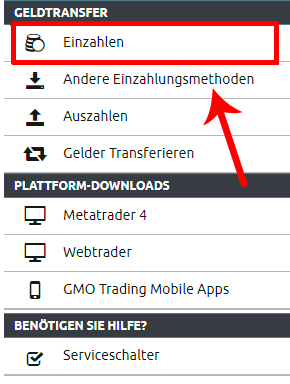 GELDTRANSFER
Einzahlen
Andere Einzahlungsmethoden
Auszahlen
Gelder Transferieren
PLATTFORM-DOWNLOADS
Metatrader 4
Webtrader
GMO Trading Mobile Apps
BENÖTIGEN SIE HILFE?
Serviceschalter